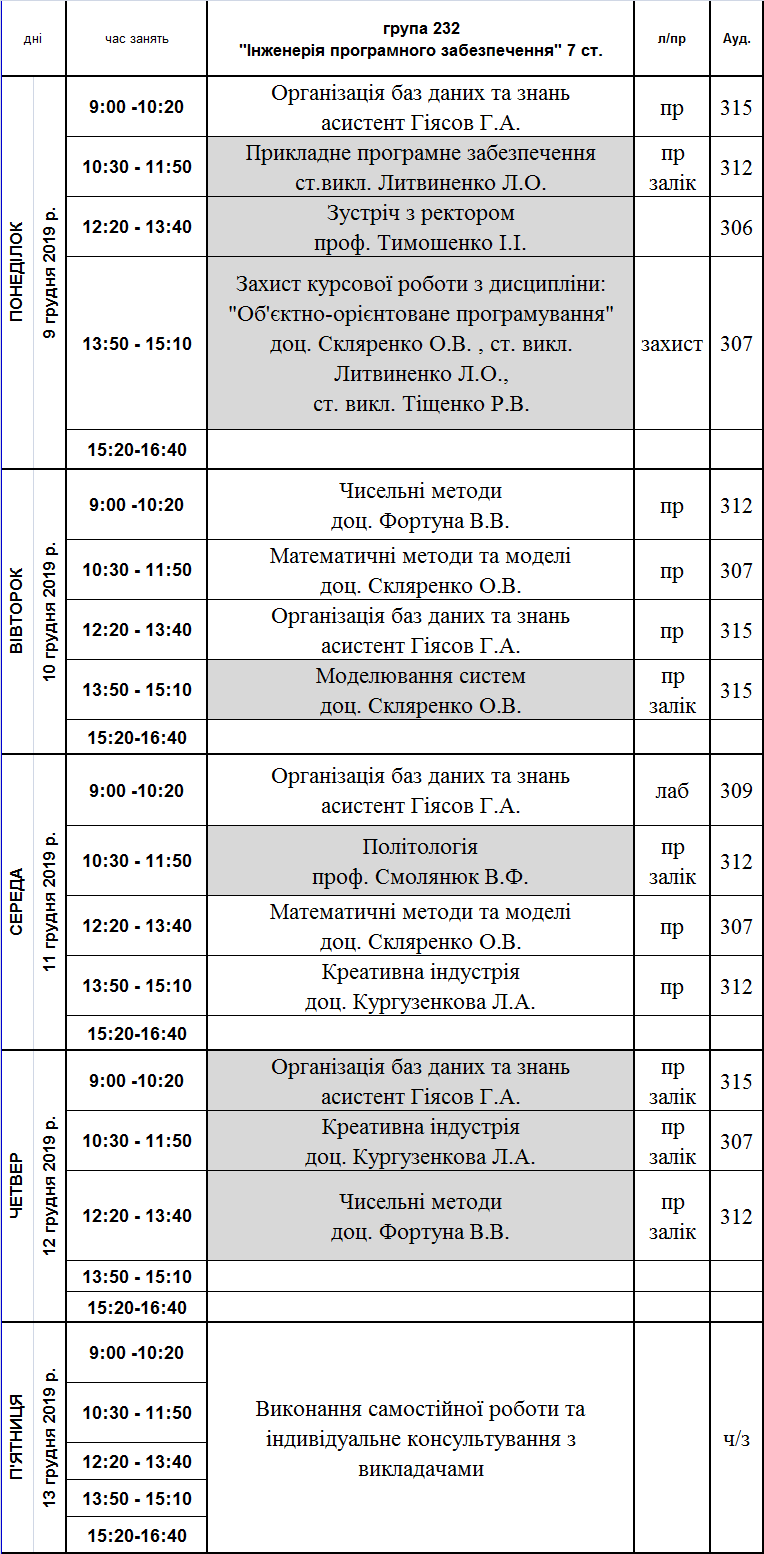 дні
час занять
група 232
"Інженерія програмного забезпечення" 7 ст.
л/пр
Ауд.
ПОНЕДІЛОК
9 грудня 2019 р.
9:00 -10:20
Організація баз даних та знань
асистент Гіясов Г.А.
пр
315
10:30 - 11:50
Прикладне програмне забезпечення
ст.викл. Литвиненко Л.О.
пр
залік
312
12:20 - 13:40
Зустріч з ректором
проф. Тимошенко І.І.
306
13:50 - 15:10
Захист курсової роботи з дисципліни:
"Об'єктно-орієнтоване програмування"
доц. Скляренко О.В. , ст. викл.
Литвиненко Л.О.,
ст. викл. Тіщенко Р.В.
захист
307
15:20-16:40
ВІВТОРОК
10 грудня 2019 р.
9:00 -10:20
Чисельні методи
доц. Фортуна В.В.
пр
312
10:30 - 11:50
Математичні методи та моделі
доц. Скляренко О.В.
пр
307
12:20 - 13:40
Організація баз даних та знань
асистент Гіясов Г.А.
пр
315
13:50 - 15:10
Моделювання систем
доц. Скляренко О.В.
пр
залік
315
15:20-16:40
СЕРЕДА
11 грудня 2019 р.
9:00 -10:20
Організація баз даних та знань
асистент Гіясов Г.А.
лаб
309
10:30 - 11:50
Політологія
проф. Смолянюк В.Ф.
пр
залік
312
12:20 - 13:40
Математичні методи та моделі
доц. Скляренко О.В.
пр
307
13:50 - 15:10
Креативна індустрія
доц. Кургузенкова Л.А.
пр
312
15:20-16:40
ЧЕТВЕР
12 грудня 2019 р.
9:00 -10:20
Організація баз даних та знань
асистент Гіясов Г.А.
пр
залік
315
10:30 - 11:50
Креативна індустрія
доц. Кургузенкова Л.А.
пр
залік
307
12:20 - 13:40
Чисельні методи
доц. Фортуна В.В.
пр
залік
312
13:50 - 15:10
15:20-16:40
П'ЯТНИЦЯ
13 грудня 2019 р.
9:00 -10:20
10:30 - 11:50
12:20 - 13:40
13:50 - 15:10
15:20-16:40
Виконання самостійної роботи та
індивідуальне консультування з
викладачами
ч/з